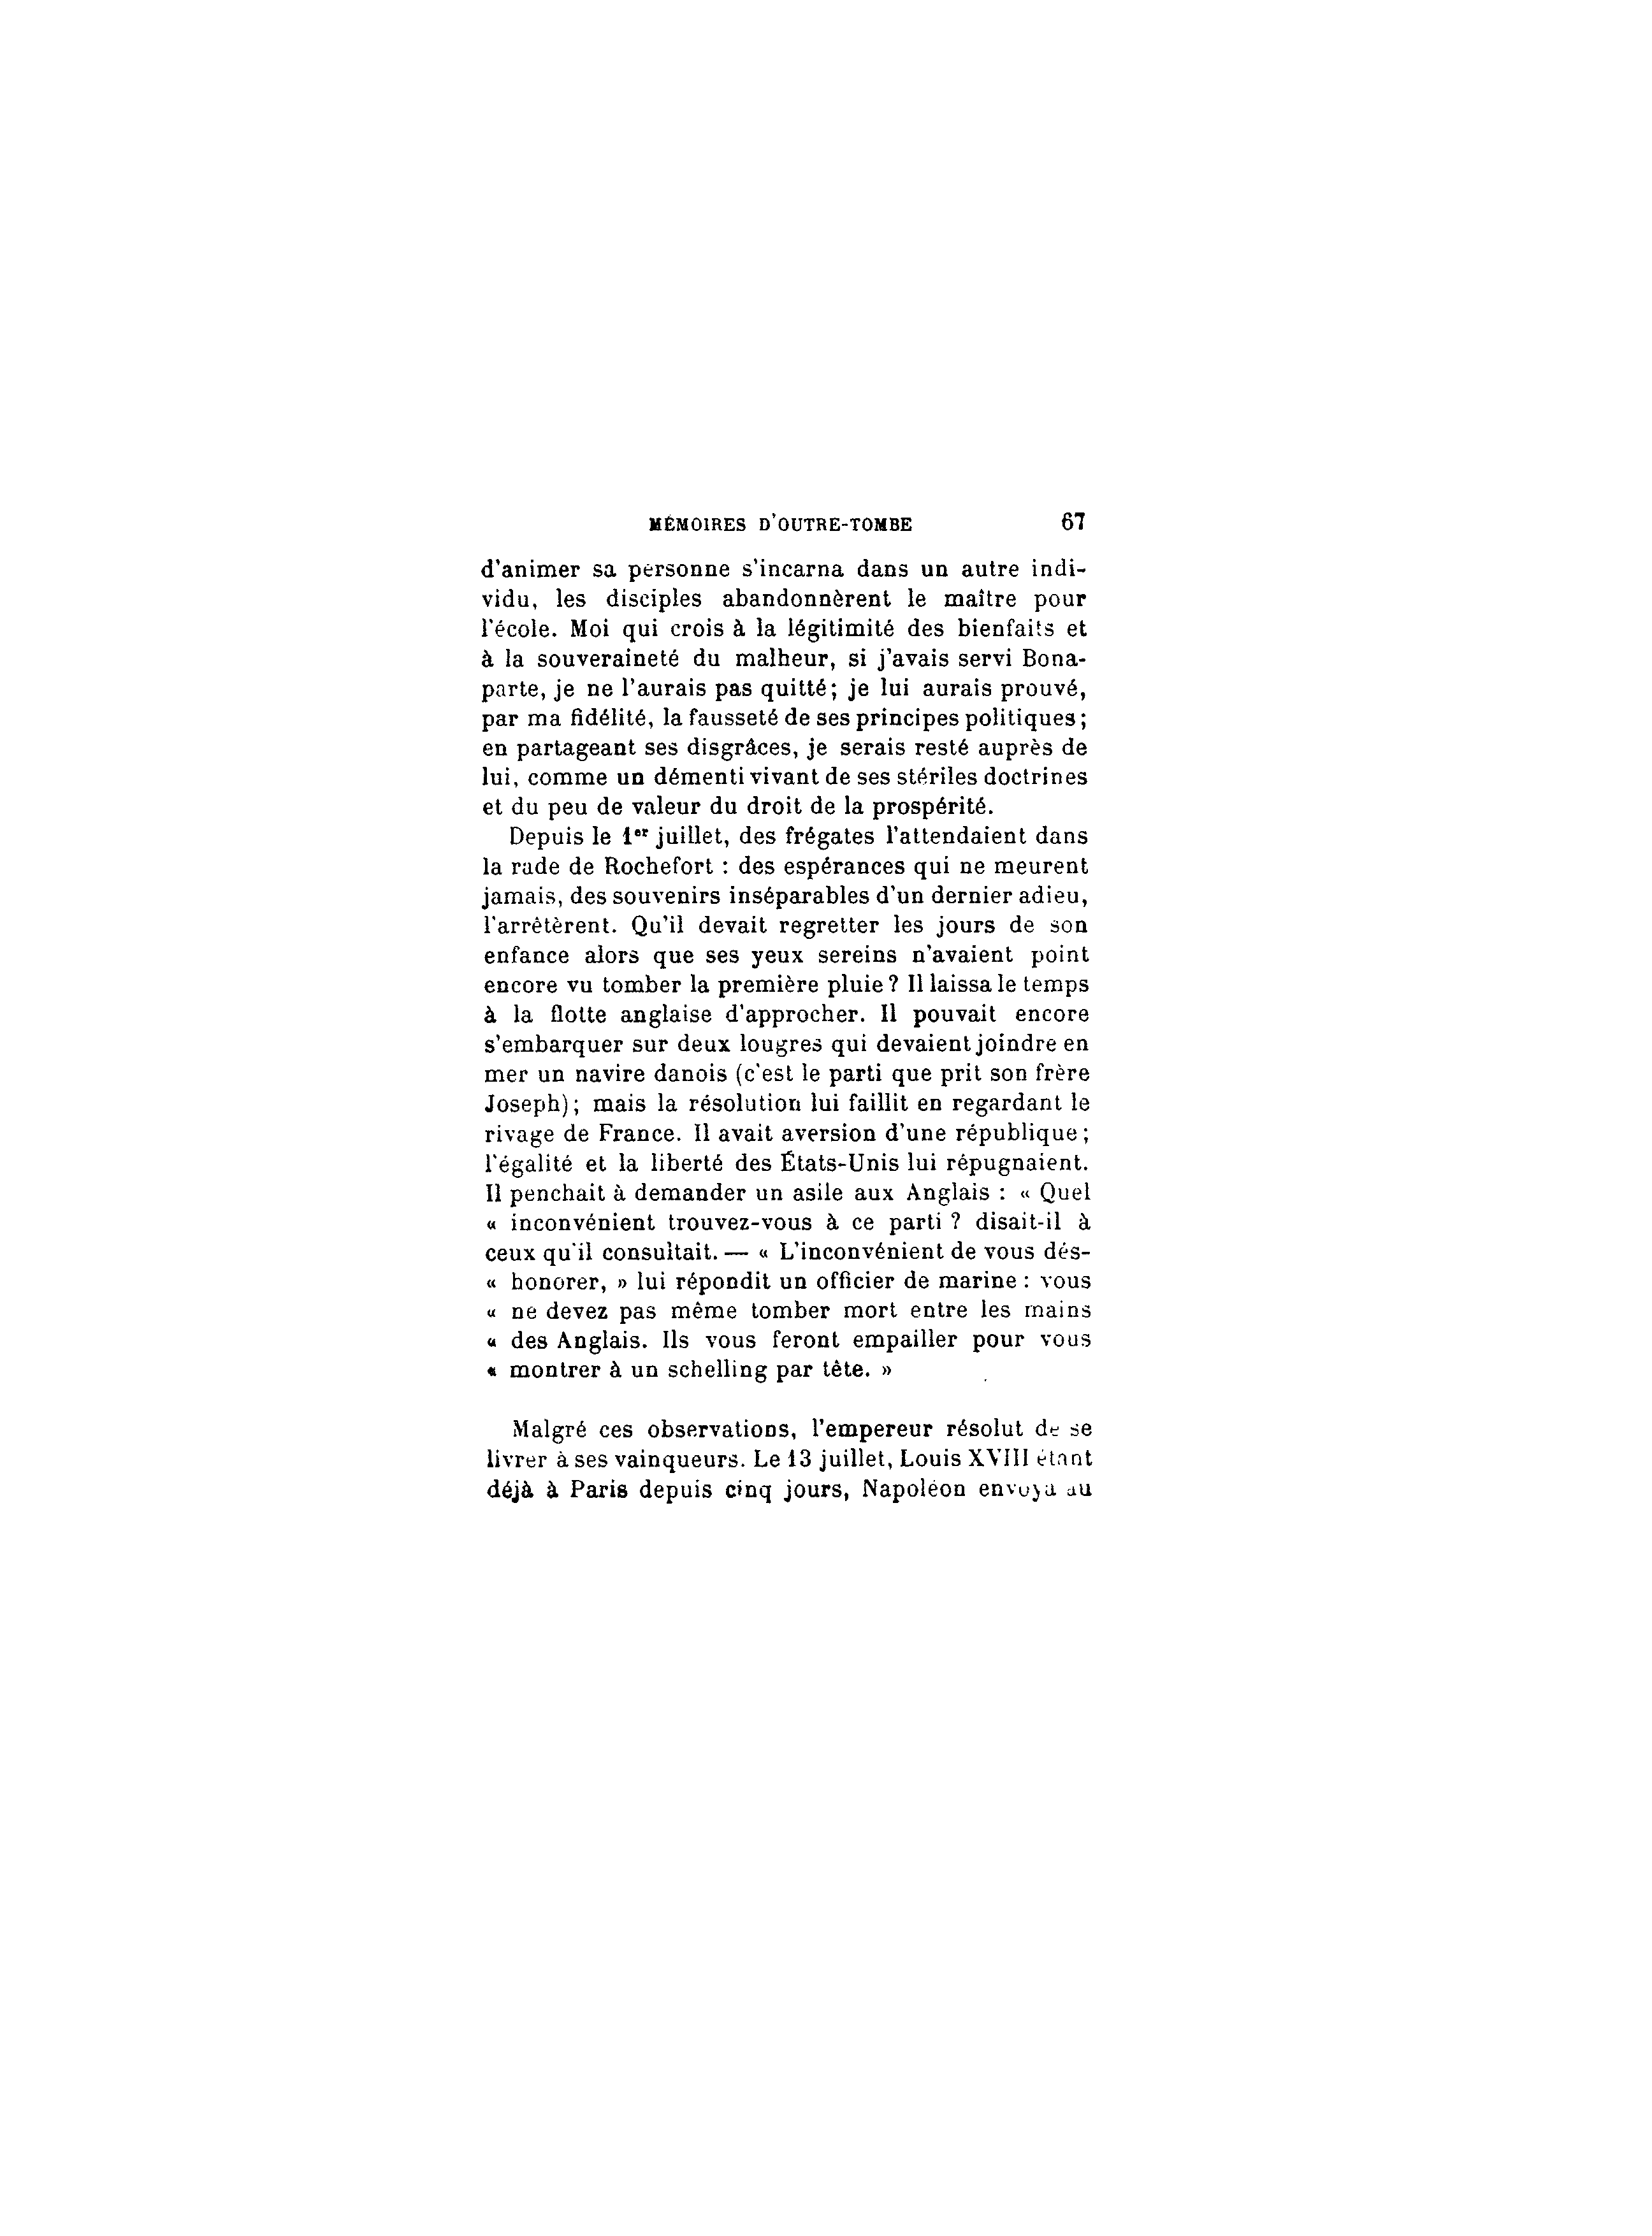 MÉMOIRES D'OUTRE-TOMBE 67
d'animer sa personne s'incarna dans un autre indi-
vidu, les disciples abandonnèrent le maître pour
l'école. Moi qui crois à la légitimité des bienfaits et
à la souveraineté du malheur, si j'avais servi Bona-
parte, je ne l'aurais pas quitté; je lui aurais prouvé,
par ma fidélité, la fausseté de ses principes politiques;
en partageant ses disgrâces, je serais resté auprès de
lui, comme un démenti vivant de ses stériles doctrines
et du peu de valeur du droit de la prospérité.
Depuis le 1er juillet, des frégates l'attendaient dans
la rade de Rochefort : des espérances qui ne meurent
jamais, des souvenirs inséparables d'un dernier adieu,
l'arrêtèrent. Qu'il devait regretter les jours de son
enfance alors que ses yeux sereins n'avaient point
encore vu tomber la première pluie? Il laissa le temps
à la flotte anglaise d'approcher. Il pouvait encore
s'embarquer sur deux lougres qui devaient joindre en
mer un navire danois (c'est le parti que prit son frère
Joseph); mais la résolution lui faillit en regardant le
rivage de France. Il avait aversion d'une république;
l'égalité et la liberté des États-Unis lui répugnaient.
Il penchait à demander un asile aux Anglais : « Quel
« inconvénient trouvez-vous à ce parti ? disait-il à
ceux qu'il consultait. — « L'inconvénient de vous dés-
« honorer, » lui répondit un officier de marine : vous
« ne devez pas même tomber mort entre les mains
« des Anglais. Ils vous feront empailler pour vous
« montrer à un schelling par tête. »
Malgré ces observations, l'empereur résolut de se
livrer à ses vainqueurs. Le 13 juillet, Louis XVIII étant
déjà à Paris depuis cinq jours, Napoléon envoya au